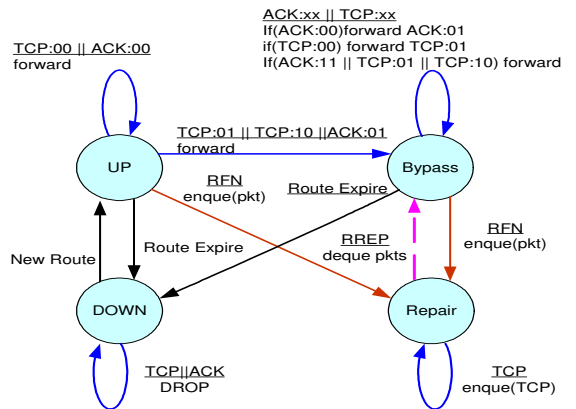 ACK:xx || TCP:xx
If(ACK:00)forward ACK:01
if(TCP:00) forward TCP:01
If(ACK:11 || TCP:01 || TCP:10) forward
TCP:00 || ACK:00
forward
TCP:01 || TCP:10 ||ACK:01
forward
UP
Bypass
RFN
enque(pkt)
Route Expire
RFN
enque(pkt)
New Route
Route Expire
RREP
deque pkts
DOWN
Repair
TCP||ACK
DROP
TCP
enque(TCP)